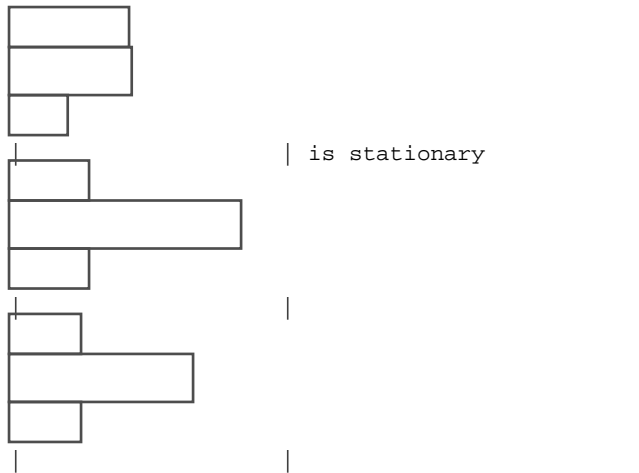 |                    | is stationary
|                    |
|                    |